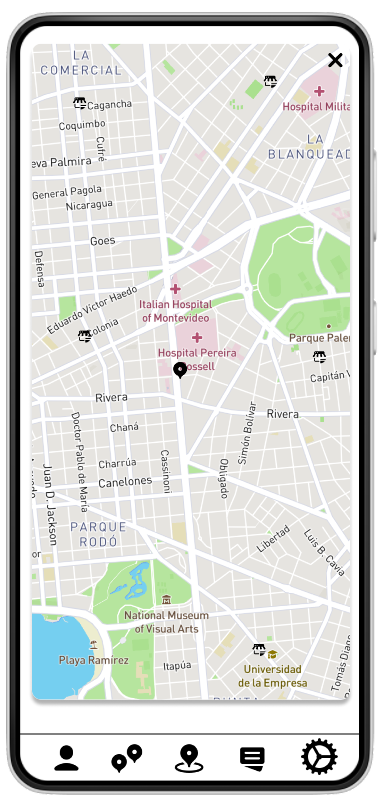 LA
COMERCIAL
Cagancha
Hospital Milita
Coquimbo
Cufré
LA
BLANQUEAD
eva Palmira
General Pagola
Nicaragua
Goes
Defensa
Eduardo Víctor Haedo
Italian Hospital
of Montevideo
Colonia
Parque
Hospital Pereira
Rossell
Capitán
Rivera
Rivera
Simón Bolívar
Doctor Pablo de María
Chaná
Charrúa
Cassinoni
Obligado
Canelones
Juan D. Jackson
PARQUE
RODÓ
Libertad
Luis B. Cavia
or
National Museum
of Visual Arts
Playa Ramírez
Itapúa
Universidad
de la Empresa
Tomás Diago